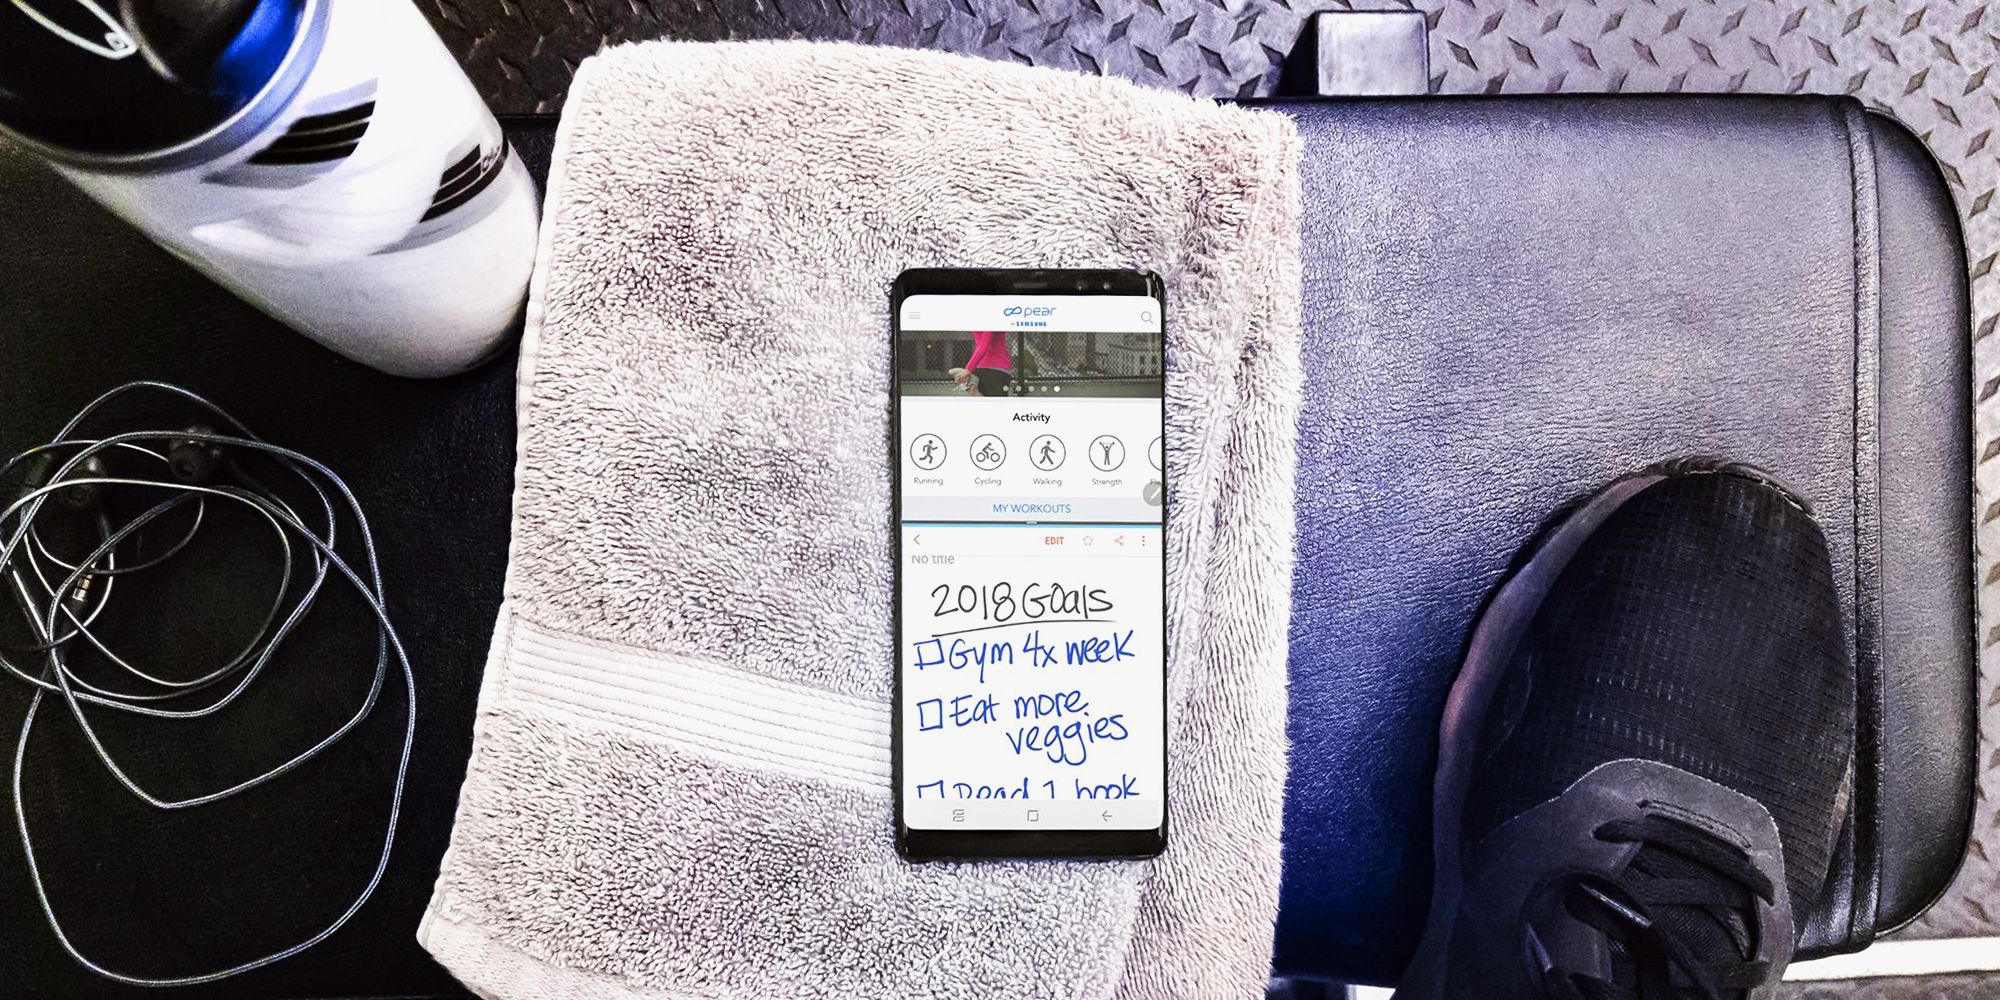 pear
by SAMSUNG
Activity
Running Cycling Walking Strength
MY WORKOUTS
EDIT
No title
2018 Goals
Gym 4x week
Eat more
veggies
Read 1 book